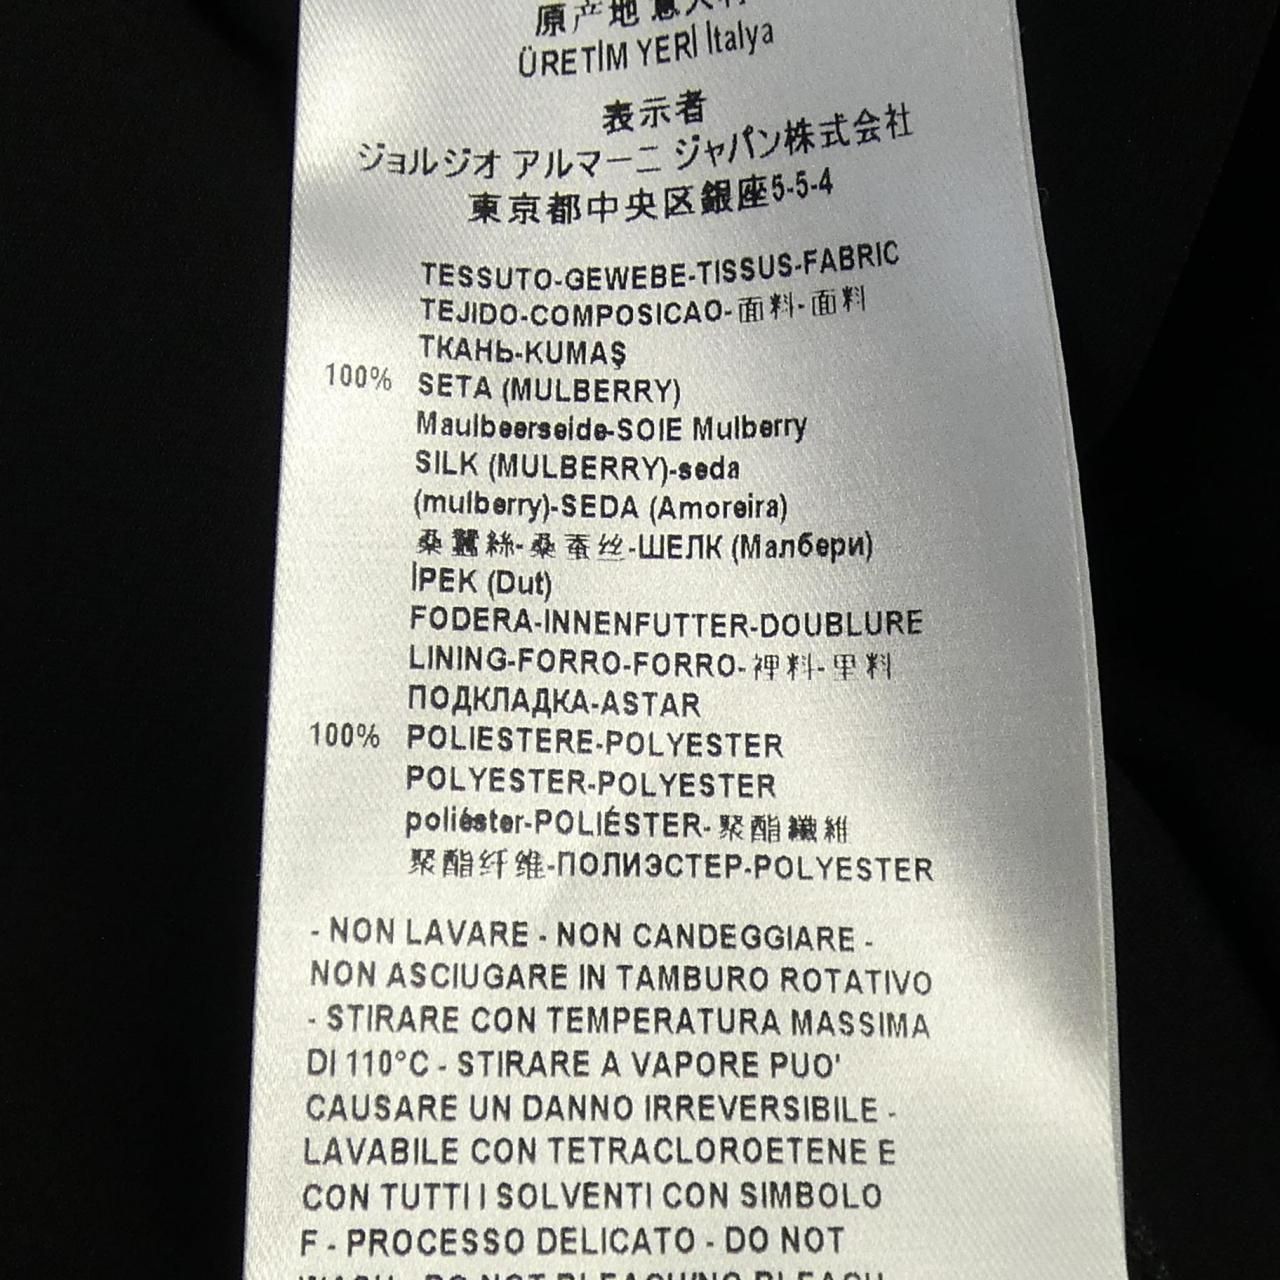 原产地 意大利
ÜRETİM YERİ İtalya
表示者
ジョルジオ アルマーニ ジャパン株式会社
東京都中央区銀座5-5-4
TESSUTO-GEWEBE-TISSUS-FABRIC
TEJIDO-COMPOSICAO-面料-面料
ТКАНЬ-KUMAŞ
100% SETA (MULBERRY)
Maulbeerseide-SOIE Mulberry
SILK (MULBERRY)-seda
(mulberry)-SEDA (Amoreira)
桑蠶絲-桑蚕丝-ШЕЛК (Малбери)
İPEK (Dut)
FODERA-INNENFUTTER-DOUBLURE
LINING-FORRO-FORRO-裡料-里料
ПОДКЛАДКА-ASTAR
100% POLIESTERE-POLYESTER
POLYESTER-POLYESTER
poliéster-POLIÉSTER-聚酯纖維
聚酯纤维-ПОЛИЭСТЕР-POLYESTER
- NON LAVARE - NON CANDEGGIARE -
NON ASCIUGARE IN TAMBURO ROTATIVO
- STIRARE CON TEMPERATURA MASSIMA
DI 110°C - STIRARE A VAPORE PUO'
CAUSARE UN DANNO IRREVERSIBILE -
LAVABILE CON TETRACLOROETENE E
CON TUTTI I SOLVENTI CON SIMBOLO
F - PROCESSO DELICATO - DO NOT